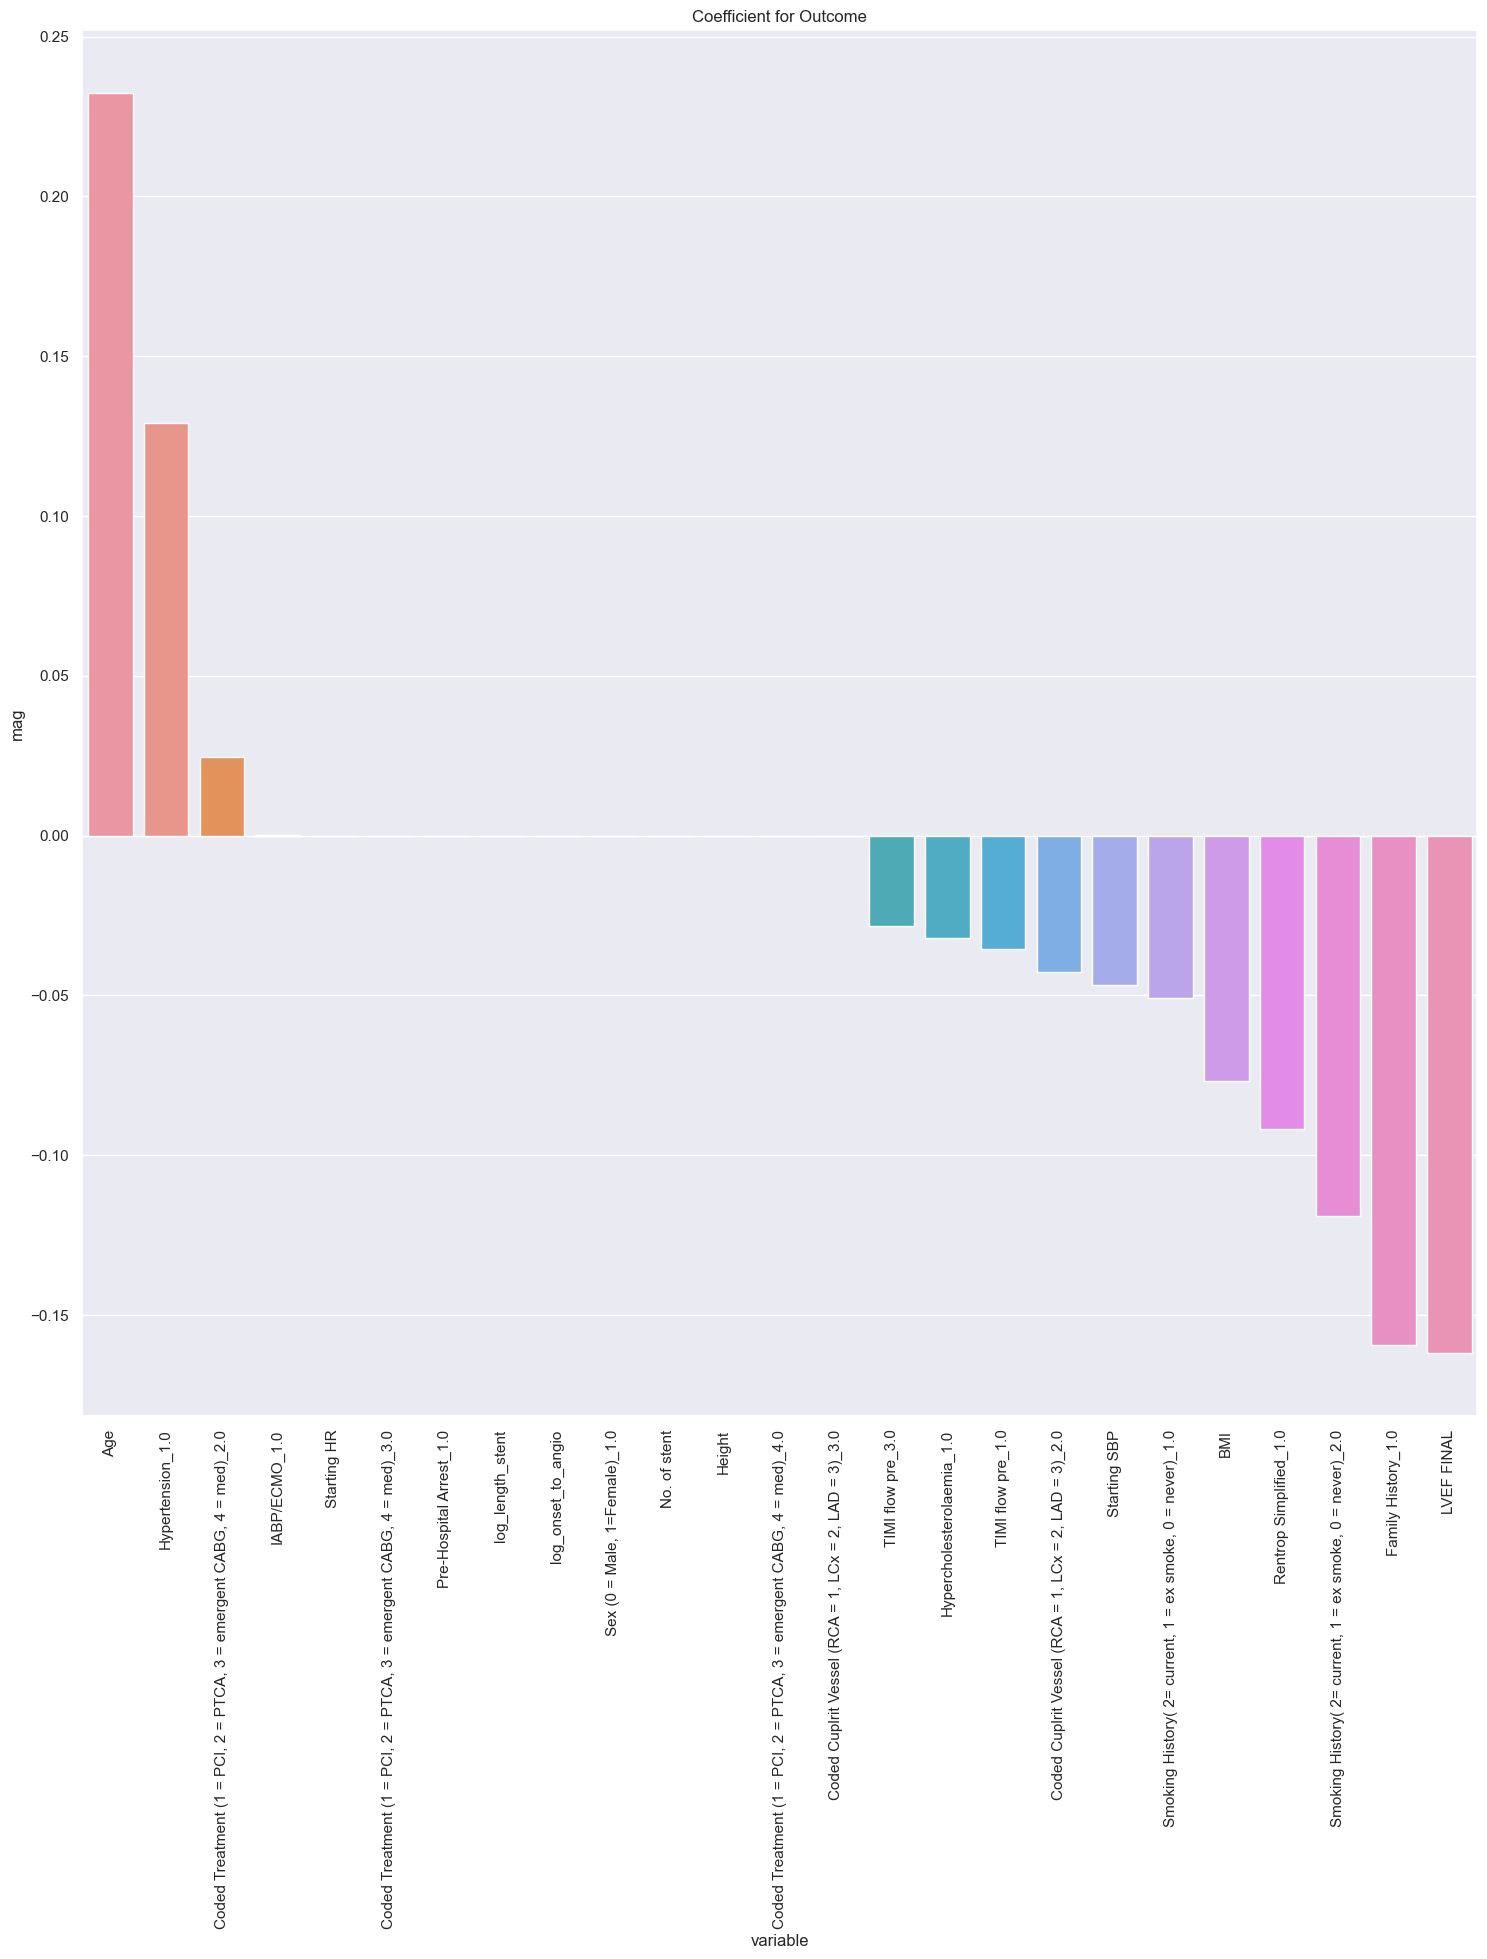 Coefficient for Outcome
0.25
0.20
0.15
0.10
0.05
0.00
−0.05
−0.10
−0.15
mag
Age
Hypertension_1.0
Coded Treatment (1 = PCI, 2 = PTCA, 3 = emergent CABG, 4 = med)_2.0
IABP/ECMO_1.0
Starting HR
Coded Treatment (1 = PCI, 2 = PTCA, 3 = emergent CABG, 4 = med)_3.0
Pre-Hospital Arrest_1.0
log_length_stent
log_onset_to_angio
Sex (0 = Male, 1=Female)_1.0
No. of stent
Height
Coded Treatment (1 = PCI, 2 = PTCA, 3 = emergent CABG, 4 = med)_4.0
Coded Cuplrit Vessel (RCA = 1, LCx = 2, LAD = 3)_3.0
TIMI flow pre_3.0
Hypercholesterolaemia_1.0
TIMI flow pre_1.0
Coded Cuplrit Vessel (RCA = 1, LCx = 2, LAD = 3)_2.0
Starting SBP
Smoking History( 2= current, 1 = ex smoke, 0 = never)_1.0
BMI
Rentrop Simplified_1.0
Smoking History( 2= current, 1 = ex smoke, 0 = never)_2.0
Family History_1.0
LVEF FINAL
variable